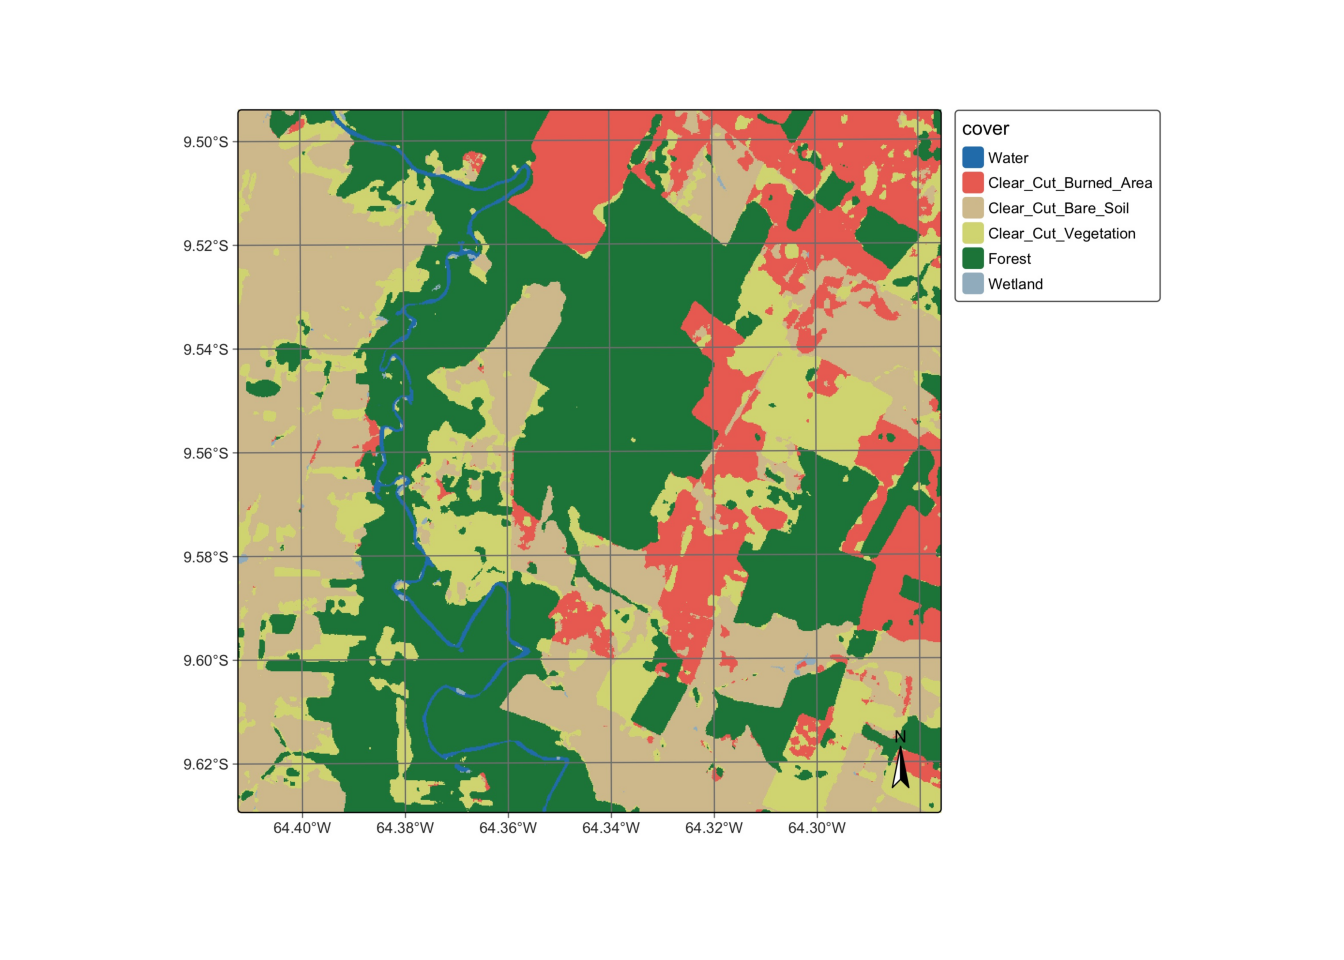 cover
Water
Clear_Cut_Burned_Area
Clear_Cut_Bare_Soil
Clear_Cut_Vegetation
Forest
Wetland
9.50°S
9.52°S
9.54°S
9.56°S
9.58°S
9.60°S
9.62°S
N
64.40°W 64.38°W 64.36°W 64.34°W 64.32°W 64.30°W